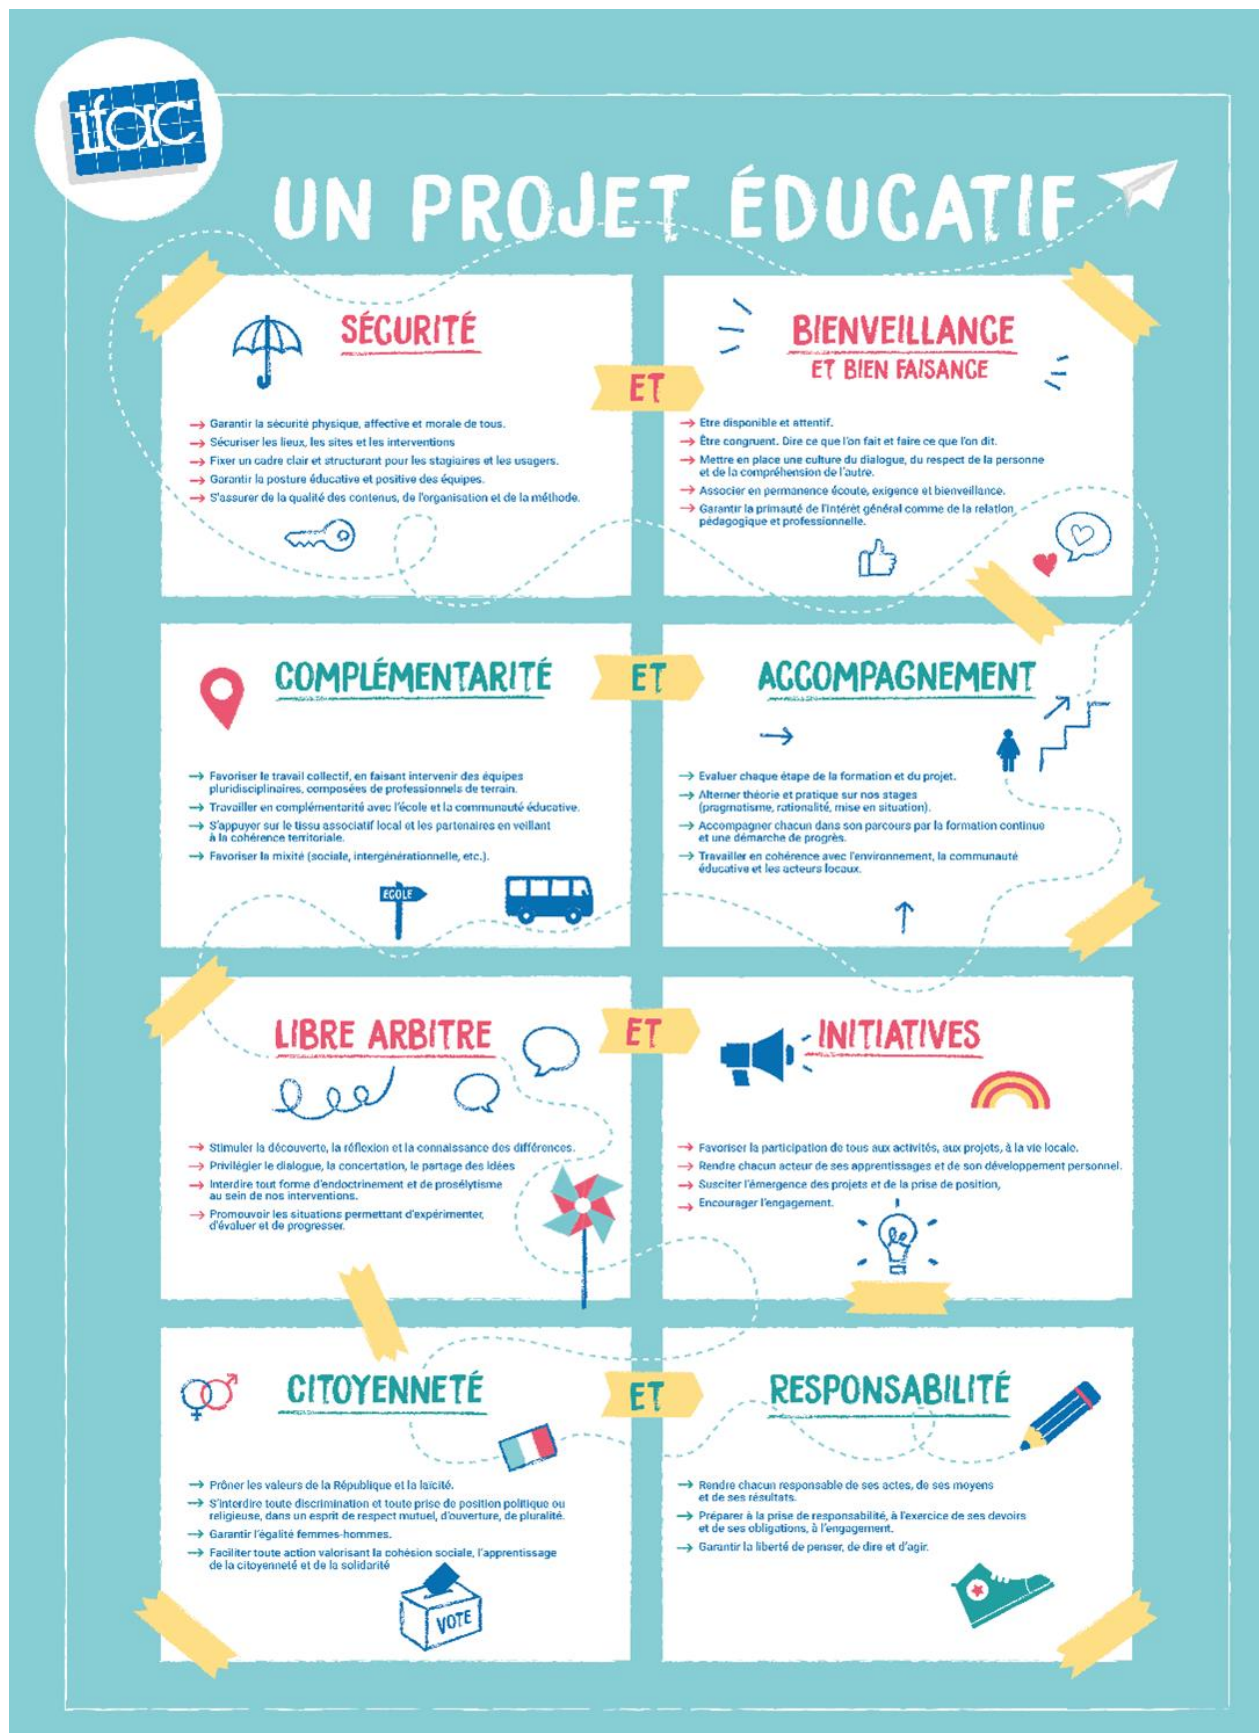 ifac
UN PROJET ÉDUCATIF
SÉCURITÉ
→ Garantir la sécurité physique, affective et morale de tous.
→ Sécuriser les lieux, les sites et les interventions
→ Fixer un cadre clair et structurant pour les stagiaires et les usagers.
→ Garantir la posture éducative et positive des équipes.
→ S'assurer de la qualité des contenus, de l'organisation et de la méthode.
ET
BIENVEILLANCE
ET BIEN FAISANCE
→ Etre disponible et attentif.
→ Être congruent. Dire ce que l'on fait et faire ce que l'on dit.
→ Mettre en place une culture du dialogue, du respect de la personne
et de la compréhension de l'autre.
→ Associer en permanence écoute, exigence et bienveillance.
→ Garantir la primauté de l'intérêt général comme de la relation
pédagogique et professionnelle.
COMPLÉMENTARITÉ
→ Favoriser le travail collectif, en faisant intervenir des équipes
pluridisciplinaires, composées de professionnels de terrain.
→ Travailler en complémentarité avec l'école et la communauté éducative.
→ S'appuyer sur le tissu associatif local et les partenaires en veillant
à la cohérence territoriale.
→ Favoriser la mixité (sociale, intergénérationnelle, etc.).
ECOLE
ET
ACCOMPAGNEMENT
→ Evaluer chaque étape de la formation et du projet.
→ Alterner théorie et pratique sur nos stages
(pragmatisme, rationalité, mise en situation).
→ Accompagner chacun dans son parcours par la formation continue
et une démarche de progrès.
→ Travailler en cohérence avec l'environnement, la communauté
éducative et les acteurs locaux.
LIBRE ARBITRE
→ Stimuler la découverte, la réflexion et la connaissance des différences.
→ Privilégier le dialogue, la concertation, le partage des idées
→ Interdire tout forme d'endoctrinement et de prosélytisme
au sein de nos interventions.
→ Promouvoir les situations permettant d'expérimenter,
d'évaluer et de progresser.
ET
INITIATIVES
→ Favoriser la participation de tous aux activités, aux projets, à la vie locale.
→ Rendre chacun acteur de ses apprentissages et de son développement personnel.
→ Susciter l'émergence des projets et de la prise de position,
→ Encourager l'engagement.
CITOYENNETÉ
→ Prôner les valeurs de la République et la laïcité.
→ S'interdire toute discrimination et toute prise de position politique ou
religieuse, dans un esprit de respect mutuel, d'ouverture, de pluralité.
→ Garantir l'égalité femmes-hommes.
→ Faciliter toute action valorisant la cohésion sociale, l'apprentissage
de la citoyenneté et de la solidarité
VOTE
ET
RESPONSABILITÉ
→ Rendre chacun responsable de ses actes, de ses moyens
et de ses résultats.
→ Préparer à la prise de responsabilité, à l'exercice de ses devoirs
et de ses obligations, à l'engagement.
→ Garantir la liberté de penser, de dire et d'agir.